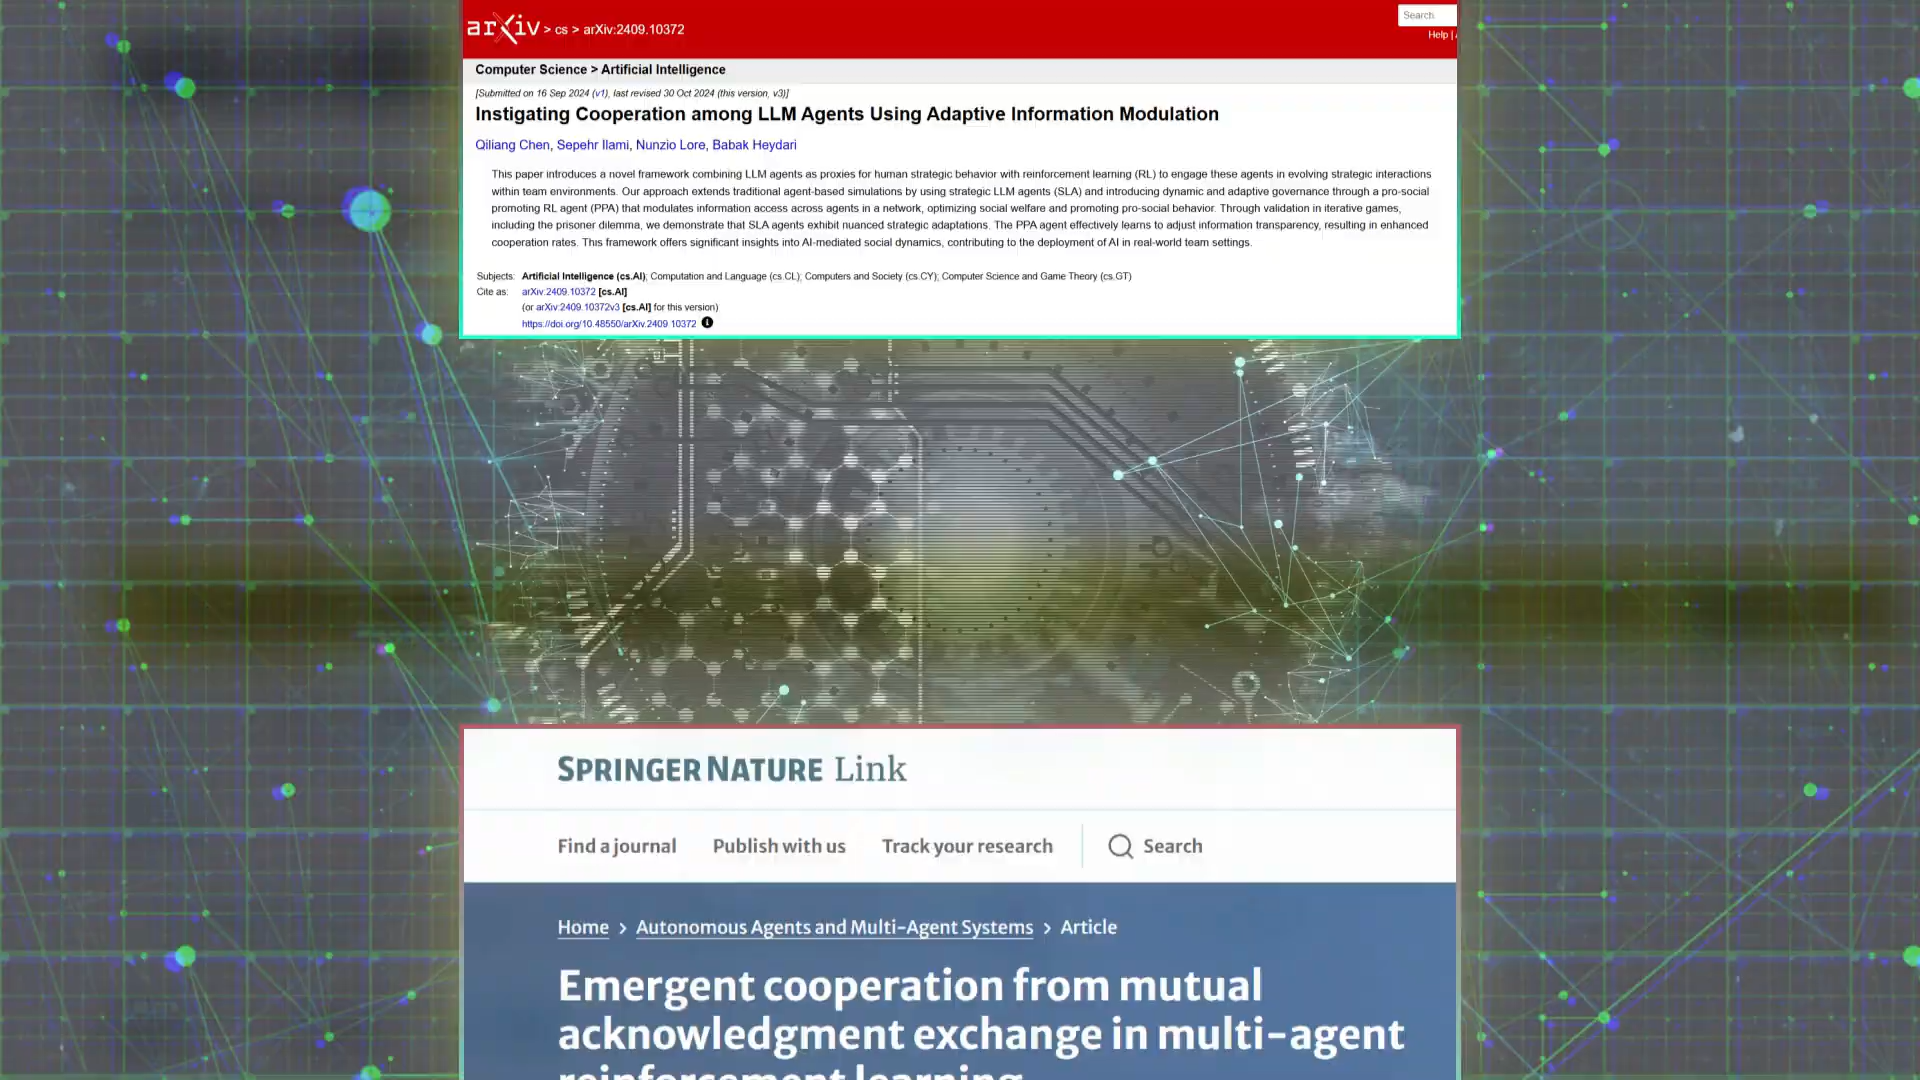 arXiv > cs > arXiv:2409.10372
Search
Help |
Computer Science > Artificial Intelligence
[Submitted on 16 Sep 2024 (v1), last revised 30 Oct 2024 (this version, v3)]
Instigating Cooperation among LLM Agents Using Adaptive Information Modulation
Qiliang Chen, Sepehr Ilami, Nunzio Lore, Babak Heydari
This paper introduces a novel framework combining LLM agents as proxies for human strategic behavior with reinforcement learning (RL) to engage these agents in evolving strategic interactions
within team environments. Our approach extends traditional agent-based simulations by using strategic LLM agents (SLA) and introducing dynamic and adaptive governance through a pro-social
promoting RL agent (PPA) that modulates information access across agents in a network, optimizing social welfare and promoting pro-social behavior. Through validation in iterative games,
including the prisoner dilemma, we demonstrate that SLA agents exhibit nuanced strategic adaptations. The PPA agent effectively learns to adjust information transparency, resulting in enhanced
cooperation rates. This framework offers significant insights into AI-mediated social dynamics, contributing to the deployment of AI in real-world team settings.
Subjects: Artificial Intelligence (cs.AI); Computation and Language (cs.CL); Computers and Society (cs.CY); Computer Science and Game Theory (cs.GT)
Cite as: arXiv:2409.10372 [cs.AI]
(or arXiv:2409.10372v3 [cs.AI] for this version)
https://doi.org/10.48550/arXiv.2409.10372
SPRINGER NATURE Link
Find a journal Publish with us Track your research Search
Home > Autonomous Agents and Multi-Agent Systems > Article
Emergent cooperation from mutual
acknowledgment exchange in multi-agent
reinforcement learning